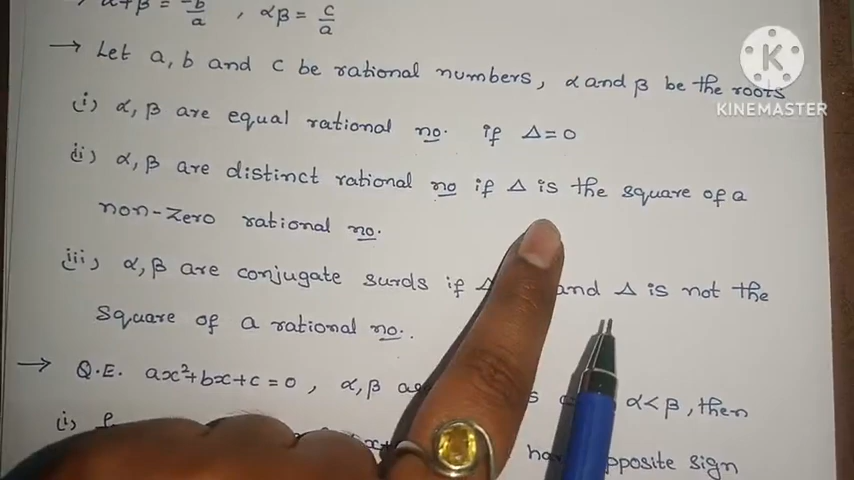 α+β = -b/a , αβ = c/a
→ Let a, b and c be rational numbers, α and β be the roots
(i) α, β are equal rational no. if Δ=0
(ii) α, β are distinct rational no if Δ is the square of a
non-zero rational no.
(iii) α, β are conjugate surds if Δ and Δ is not the
square of a rational no.
→ Q.E. ax²+bx+c=0, α, β α<β, then
(i) opposite sign
KINEMASTER